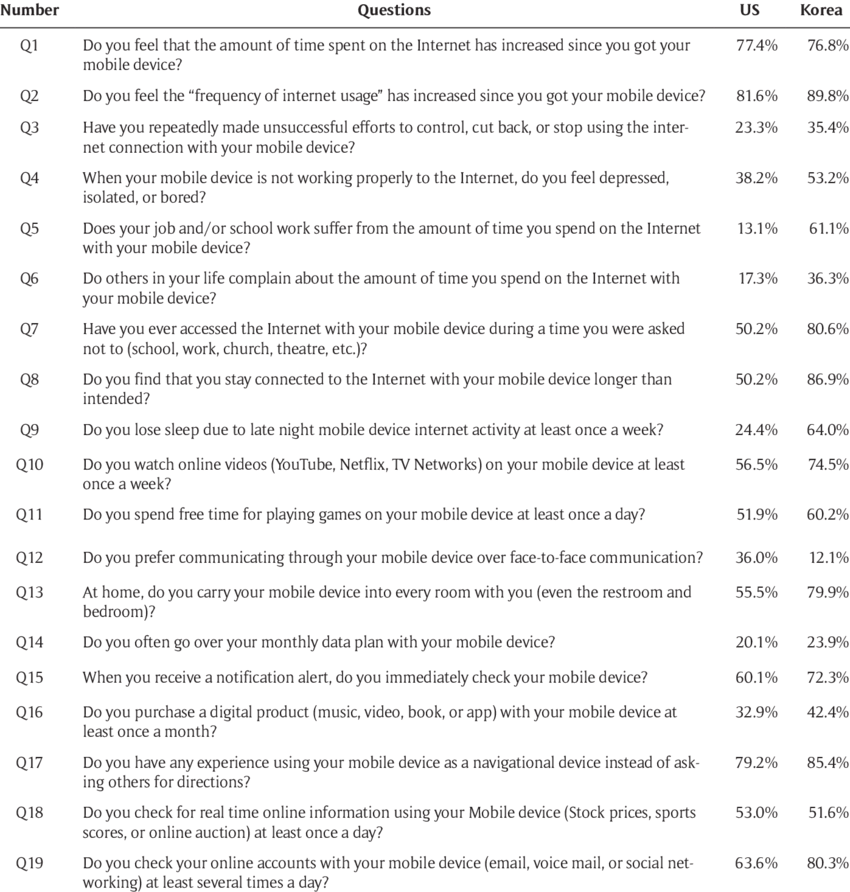 Number Questions US Korea
Q1 Do you feel that the amount of time spent on the Internet has increased since you got your 77.4% 76.8%
mobile device?
Q2 Do you feel the “frequency of internet usage” has increased since you got your mobile device? 81.6% 89.8%
Q3 Have you repeatedly made unsuccessful efforts to control, cut back, or stop using the inter- 23.3% 35.4%
net connection with your mobile device?
Q4 When your mobile device is not working properly to the Internet, do you feel depressed, 38.2% 53.2%
isolated, or bored?
Q5 Does your job and/or school work suffer from the amount of time you spend on the Internet 13.1% 61.1%
with your mobile device?
Q6 Do others in your life complain about the amount of time you spend on the Internet with 17.3% 36.3%
your mobile device?
Q7 Have you ever accessed the Internet with your mobile device during a time you were asked 50.2% 80.6%
not to (school, work, church, theatre, etc.)?
Q8 Do you find that you stay connected to the Internet with your mobile device longer than 50.2% 86.9%
intended?
Q9 Do you lose sleep due to late night mobile device internet activity at least once a week? 24.4% 64.0%
Q10 Do you watch online videos (YouTube, Netflix, TV Networks) on your mobile device at least 56.5% 74.5%
once a week?
Q11 Do you spend free time for playing games on your mobile device at least once a day? 51.9% 60.2%
Q12 Do you prefer communicating through your mobile device over face-to-face communication? 36.0% 12.1%
Q13 At home, do you carry your mobile device into every room with you (even the restroom and 55.5% 79.9%
bedroom)?
Q14 Do you often go over your monthly data plan with your mobile device? 20.1% 23.9%
Q15 When you receive a notification alert, do you immediately check your mobile device? 60.1% 72.3%
Q16 Do you purchase a digital product (music, video, book, or app) with your mobile device at 32.9% 42.4%
least once a month?
Q17 Do you have any experience using your mobile device as a navigational device instead of ask- 79.2% 85.4%
ing others for directions?
Q18 Do you check for real time online information using your Mobile device (Stock prices, sports 53.0% 51.6%
scores, or online auction) at least once a day?
Q19 Do you check your online accounts with your mobile device (email, voice mail, or social net- 63.6% 80.3%
working) at least several times a day?